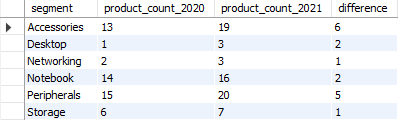 segment product_count_2020 product_count_2021 difference
Accessories 13 19 6
Desktop 1 3 2
Networking 2 3 1
Notebook 14 16 2
Peripherals 15 20 5
Storage 6 7 1